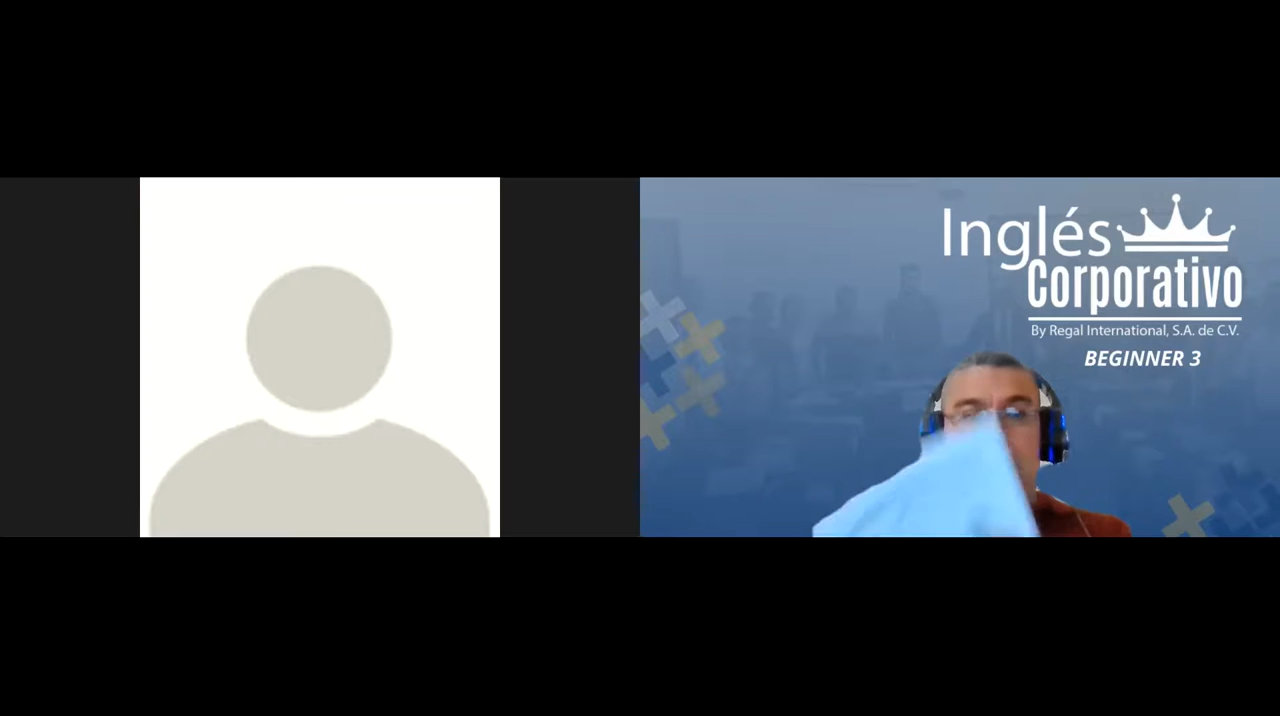 Inglés
Corporativo
By Regal International, S.A. de C.V.
BEGINNER 3